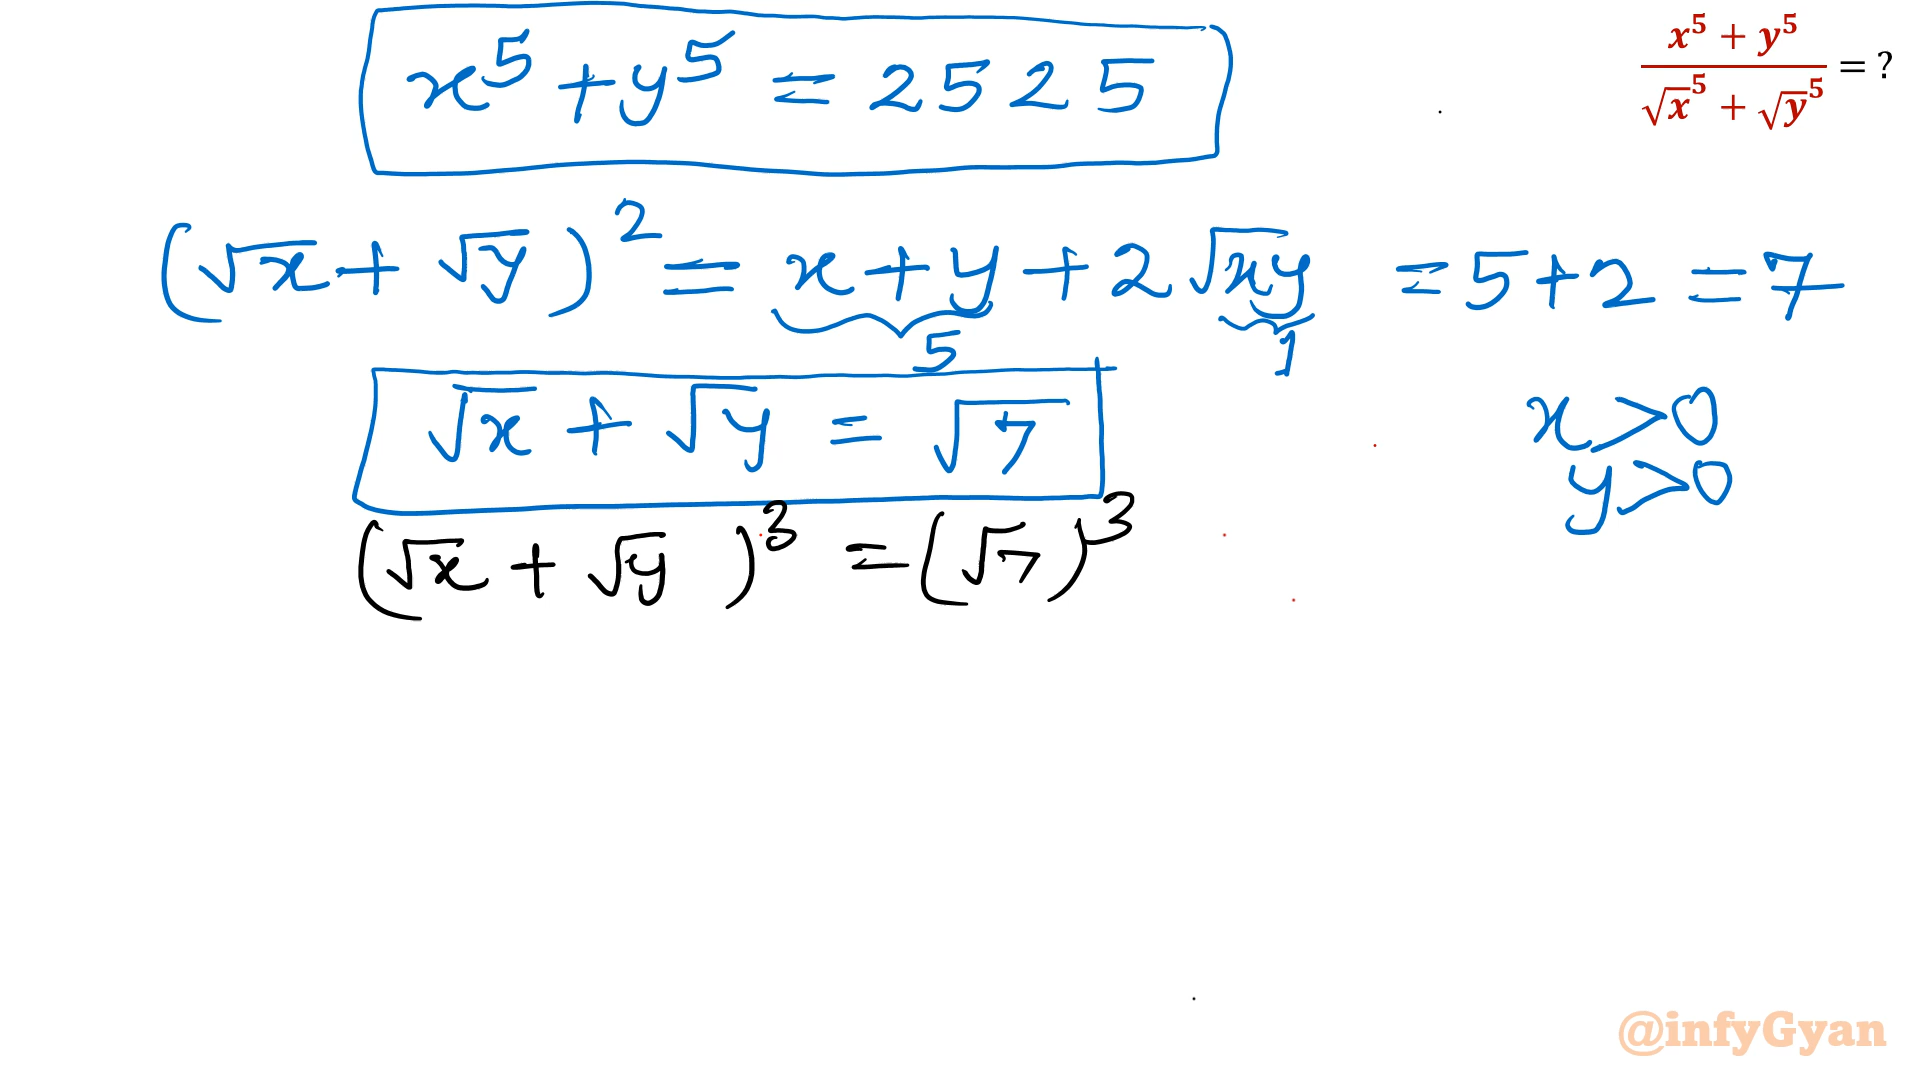 x⁵ + y⁵ = 2525
(x⁵ + y⁵)/(√x⁵ + √y⁵) = ?
(√x + √y)² = x + y + 2√xy = 5 + 2 = 7
5 1
√x + √y = √7
x > 0
y > 0
(√x + √y)³ = (√7)³
@infyGyan